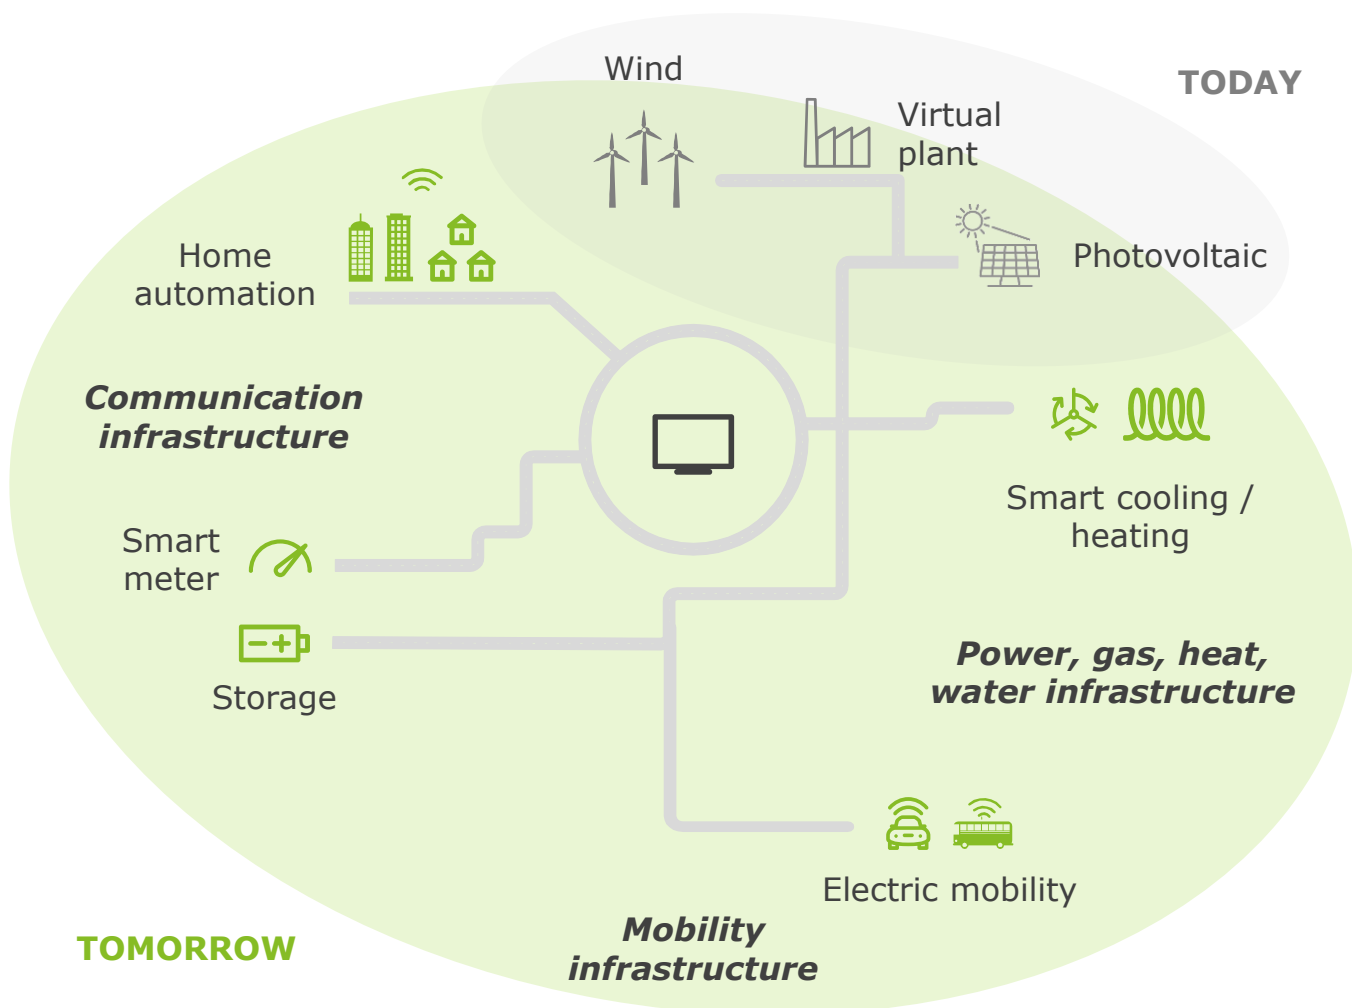 Wind
TODAY
Virtual
plant
Home
automation
Photovoltaic
Communication
infrastructure
Smart cooling /
heating
Smart
meter
Storage
Power, gas, heat,
water infrastructure
Electric mobility
Mobility
infrastructure
TOMORROW